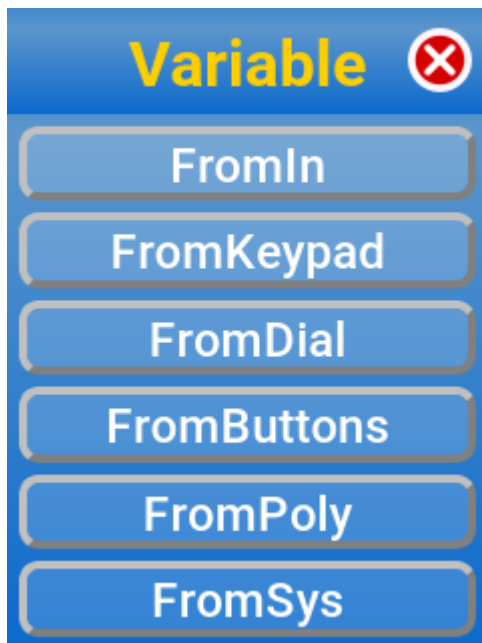 Variable
FromIn
FromKeypad
FromDial
FromButtons
FromPoly
FromSys